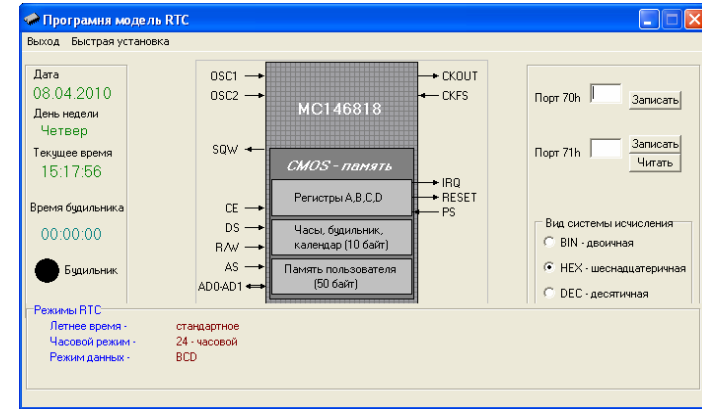 Програмня модель RTC
Выход Быстрая установка
Дата
08.04.2010
День недели
Четверг
Текущее время
15:17:56
Время будильника
00:00:00
Будильник
OSC1
OSC2
SQW
CE
DS
R/W
AS
AD0-AD1
MC146818
CMOS - память
Регистры A,B,C,D
Часы, будильник,
календарь (10 байт)
Память пользователя
(50 байт)
CKOUT
CKFS
IRQ
RESET
PS
Порт 70h Записать
Порт 71h Записать
Читать
Вид системы исчисления
BIN - двоичная
HEX - шеснадцатеричная
DEC - десятичная
Режимы RTC
Летнее время - стандартное
Часовой режим - 24 - часовой
Режим данных - BCD